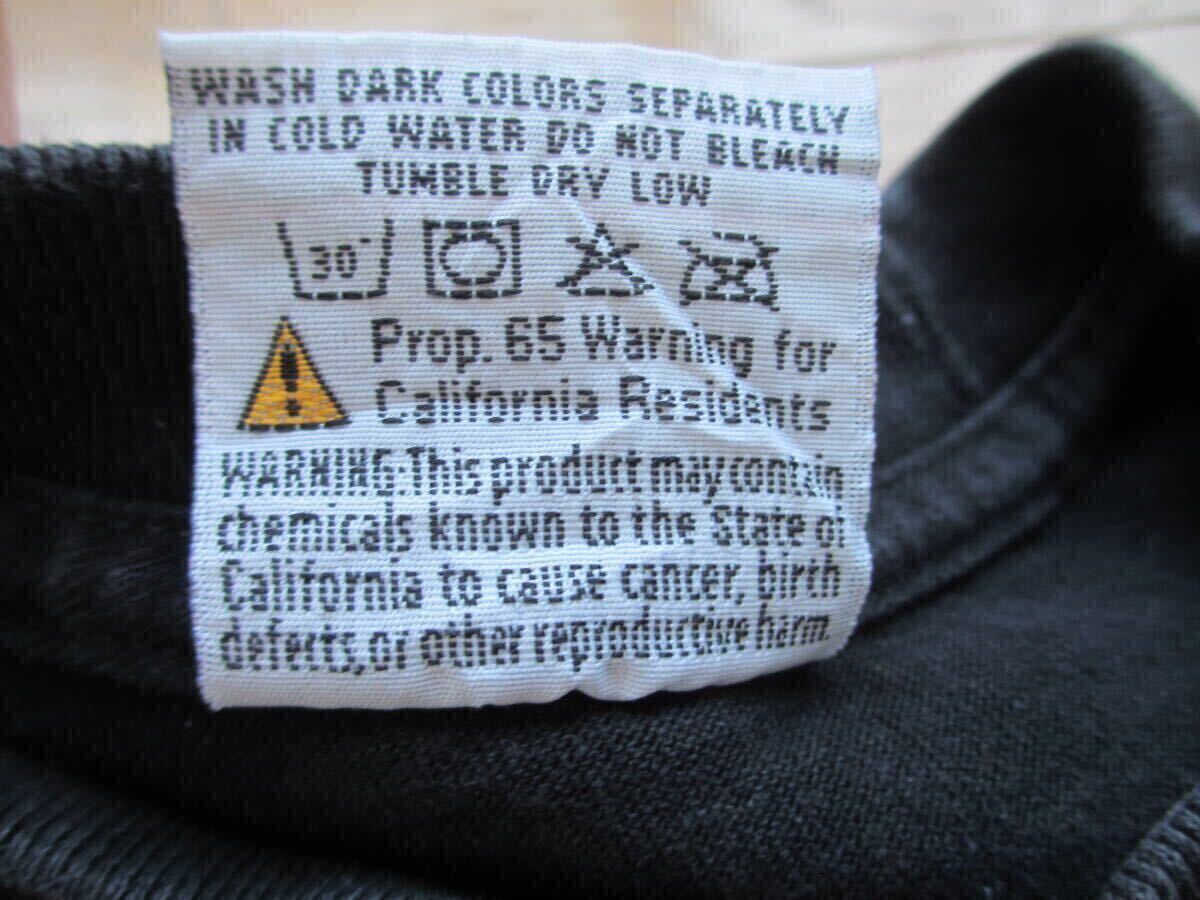 WASH DARK COLORS SEPARATELY
IN COLD WATER DO NOT BLEACH
TUMBLE DRY LOW
30°
Prop. 65 Warning for
California Residents
WARNING: This product may contain
chemicals known to the State of
California to cause cancer, birth
defects, or other reproductive harm.